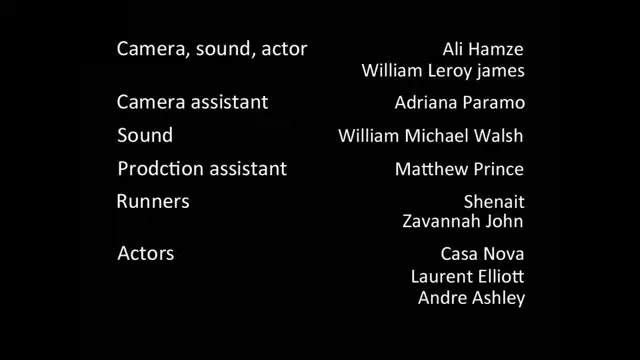 Camera, sound, actor Ali Hamze
William Leroy james
Camera assistant Adriana Paramo
Sound William Michael Walsh
Prodction assistant Matthew Prince
Runners Shenait
Zavannah John
Actors Casa Nova
Laurent Elliott
Andre Ashley